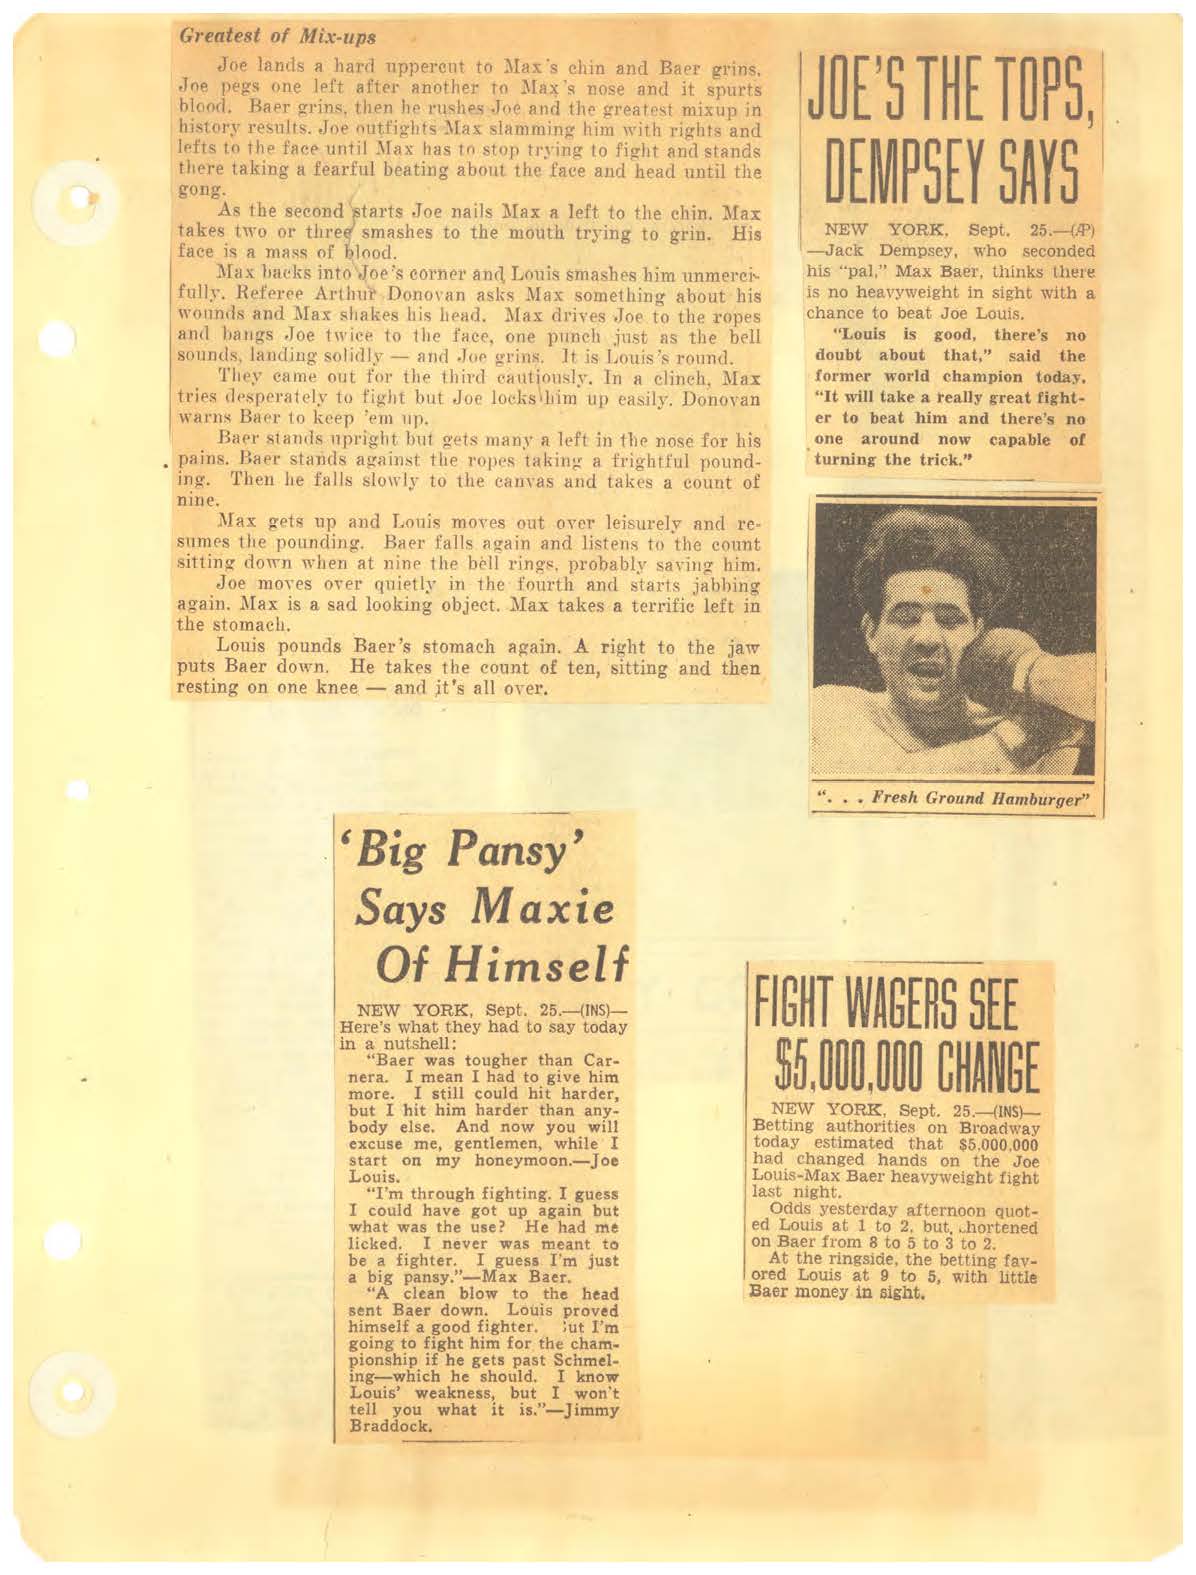 Greatest of Mix-ups
Joe lands a hard uppercut to Max's chin and Baer grins.
Joe pegs one left after another to Max's nose and it spurts
blood. Baer grins, then he rushes Joe and the greatest mixup in
history results. Joe outfights Max slamming him with rights and
lefts to the face until Max has to stop trying to fight and stands
there taking a fearful beating about the face and head until the
gong.
As the second starts Joe nails Max a left to the chin. Max
takes two or three smashes to the mouth trying to grin. His
face is a mass of blood.
Max backs into Joe's corner and Louis smashes him unmerci-
fully. Referee Arthur Donovan asks Max something about his
wounds and Max shakes his head. Max drives Joe to the ropes
and bangs Joe twice to the face, one punch just as the bell
sounds, landing solidly — and Joe grins. It is Louis's round.
They came out for the third cautiously. In a clinch, Max
tries desperately to fight but Joe locks him up easily. Donovan
warns Baer to keep 'em up.
Baer stands upright but gets many a left in the nose for his
pains. Baer stands against the ropes taking a frightful pound-
ing. Then he falls slowly to the canvas and takes a count of
nine.
Max gets up and Louis moves out over leisurely and re-
sumes the pounding. Baer falls again and listens to the count
sitting down when at nine the bell rings, probably saving him.
Joe moves over quietly in the fourth and starts jabbing
again. Max is a sad looking object. Max takes a terrific left in
the stomach.
Louis pounds Baer's stomach again. A right to the jaw
puts Baer down. He takes the count of ten, sitting and then
resting on one knee — and it's all over.
JOE'S THE TOPS,
DEMPSEY SAYS
NEW YORK, Sept. 25.—(AP)
—Jack Dempsey, who seconded
his "pal," Max Baer, thinks there
is no heavyweight in sight with a
chance to beat Joe Louis.
"Louis is good, there's no
doubt about that," said the
former world champion today.
"It will take a really great fight-
er to beat him and there's no
one around now capable of
turning the trick."
". . . Fresh Ground Hamburger"
'Big Pansy'
Says Maxie
Of Himself
NEW YORK, Sept. 25.—(INS)—
Here's what they had to say today
in a nutshell:
"Baer was tougher than Car-
nera. I mean I had to give him
more. I still could hit harder,
but I hit him harder than any-
body else. And now you will
excuse me, gentlemen, while I
start on my honeymoon.—Joe
Louis.
"I'm through fighting. I guess
I could have got up again but
what was the use? He had me
licked. I never was meant to
be a fighter. I guess I'm just
a big pansy."—Max Baer.
"A clean blow to the head
sent Baer down. Louis proved
himself a good fighter. But I'm
going to fight him for the cham-
pionship if he gets past Schmel-
ing—which he should. I know
Louis' weakness, but I won't
tell you what it is."—Jimmy
Braddock.
FIGHT WAGERS SEE
$5,000,000 CHANGE
NEW YORK, Sept. 25.—(INS)—
Betting authorities on Broadway
today estimated that $5,000,000
had changed hands on the Joe
Louis-Max Baer heavyweight fight
last night.
Odds yesterday afternoon quot-
ed Louis at 1 to 2, but shortened
on Baer from 8 to 5 to 3 to 2.
At the ringside, the betting fav-
ored Louis at 9 to 5, with little
Baer money in sight.